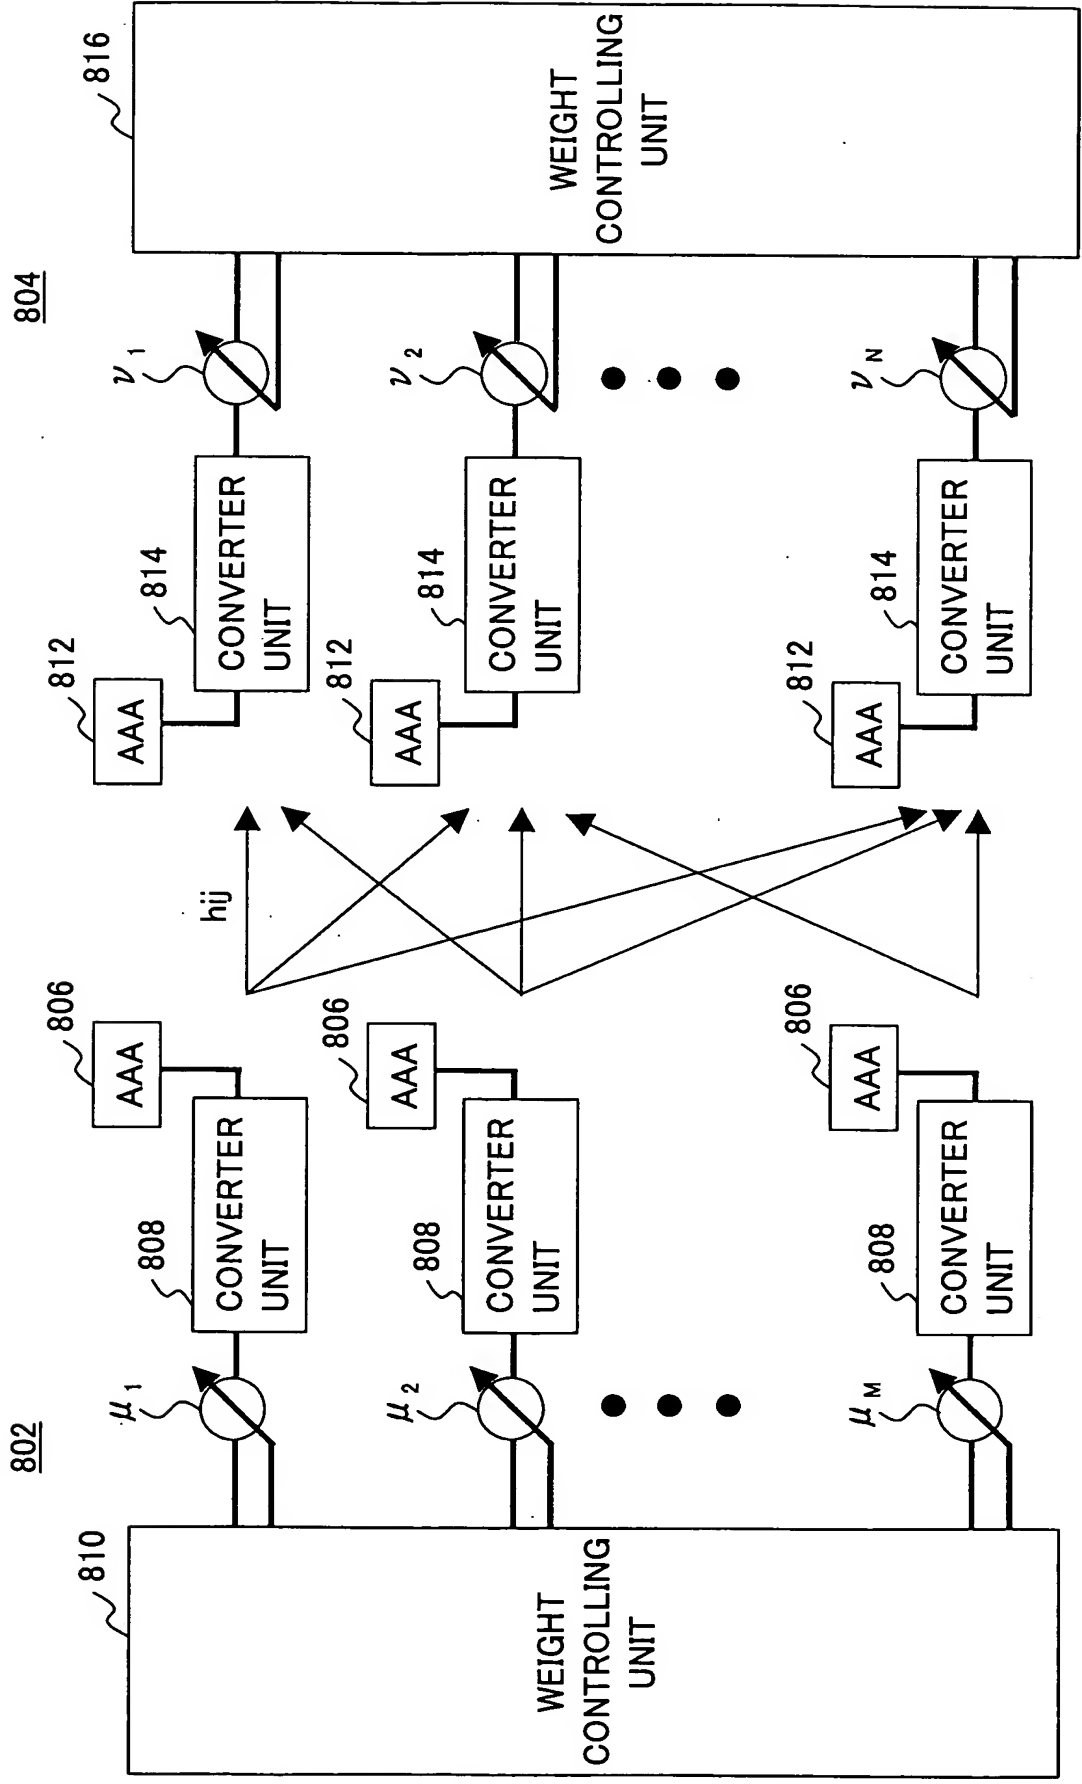 802
804
810
WEIGHT
CONTROLLING
UNIT
μ1
808
CONVERTER
UNIT
806
AAA
hij
812
AAA
814
CONVERTER
UNIT
ν1
816
WEIGHT
CONTROLLING
UNIT
μ2
808
CONVERTER
UNIT
806
AAA
812
AAA
814
CONVERTER
UNIT
ν2
μM
808
CONVERTER
UNIT
806
AAA
812
AAA
814
CONVERTER
UNIT
νN